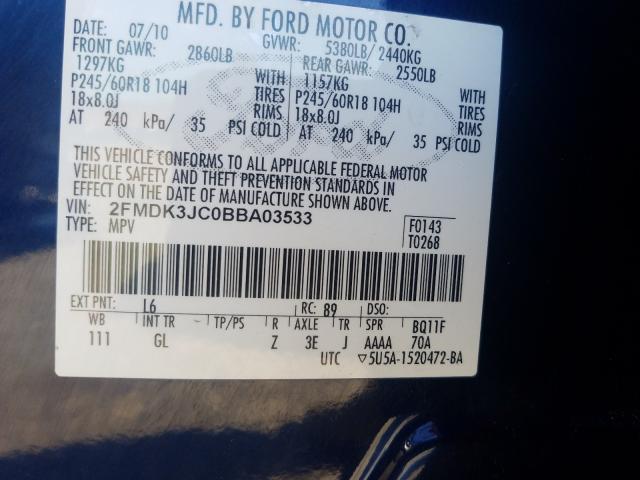 MFD. BY FORD MOTOR CO.
DATE: 07/10 GVWR: 5380LB/ 2440KG
FRONT GAWR: 2860LB REAR GAWR: 2550LB
1297KG WITH 1157KG WITH
P245/60R18 104H TIRES P245/60R18 104H TIRES
18x8.0J RIMS 18x8.0J RIMS
AT 240 kPa/ 35 PSI COLD AT 240 kPa/ 35 PSI COLD
THIS VEHICLE CONFORMS TO ALL APPLICABLE FEDERAL MOTOR
VEHICLE SAFETY AND THEFT PREVENTION STANDARDS IN
EFFECT ON THE DATE OF MANUFACTURE SHOWN ABOVE.
VIN: 2FMDK3JC0BBA03533 F0143
TYPE: MPV T0268
EXT PNT: L6 RC: 89 DSO:
WB INT TR TP/PS R AXLE TR SPR BQ11F
111 GL Z 3E J AAAA 70A
UTC ▽5U5A-1520472-BA